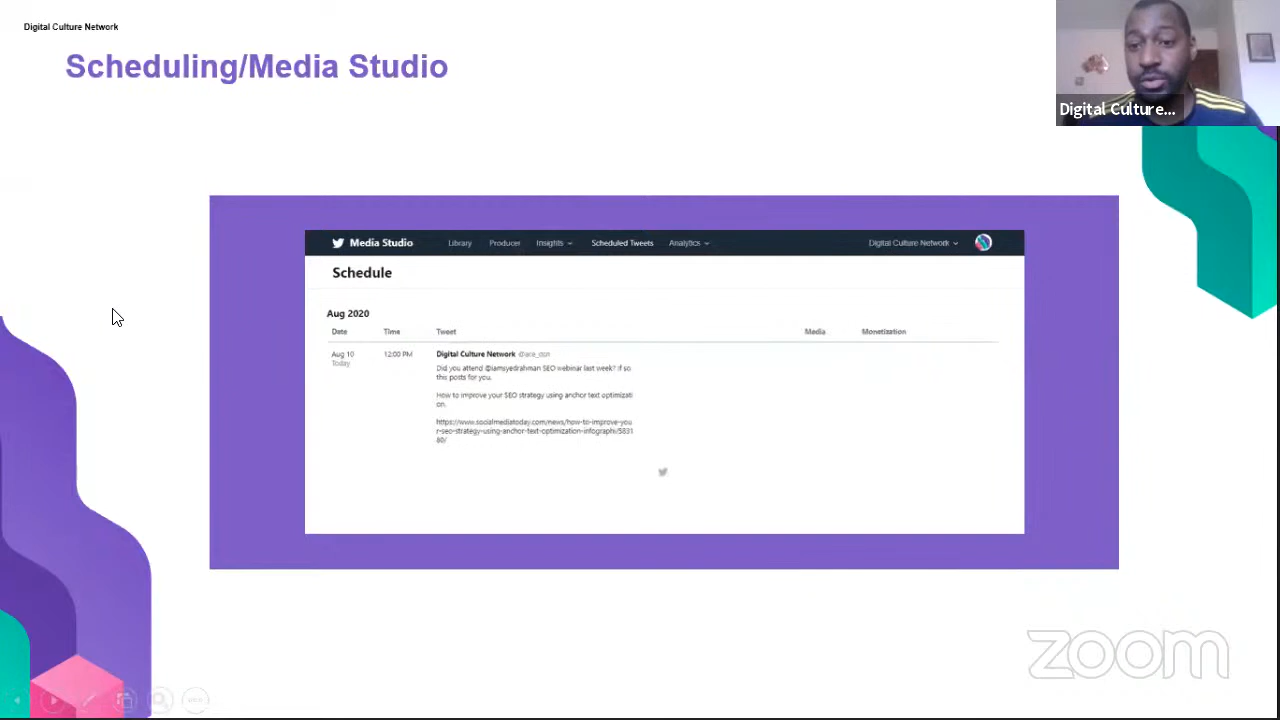 Digital Culture Network
Scheduling/Media Studio
Digital Culture...
Media Studio Library Producer Insights Scheduled Tweets Analytics Digital Culture Network
Schedule
Aug 2020
Date Time Tweet Media Monetization
Aug 10 12:00 PM Digital Culture Network @ace_dcn
Today
Did you attend @iamsyedrahman SEO webinar last week? If so
this posts for you.
How to improve your SEO strategy using anchor text optimizati
on.
https://www.socialmediatoday.com/news/how-to-improve-you
r-seo-strategy-using-anchor-text-optimization-infographi/5831
80/
zoom